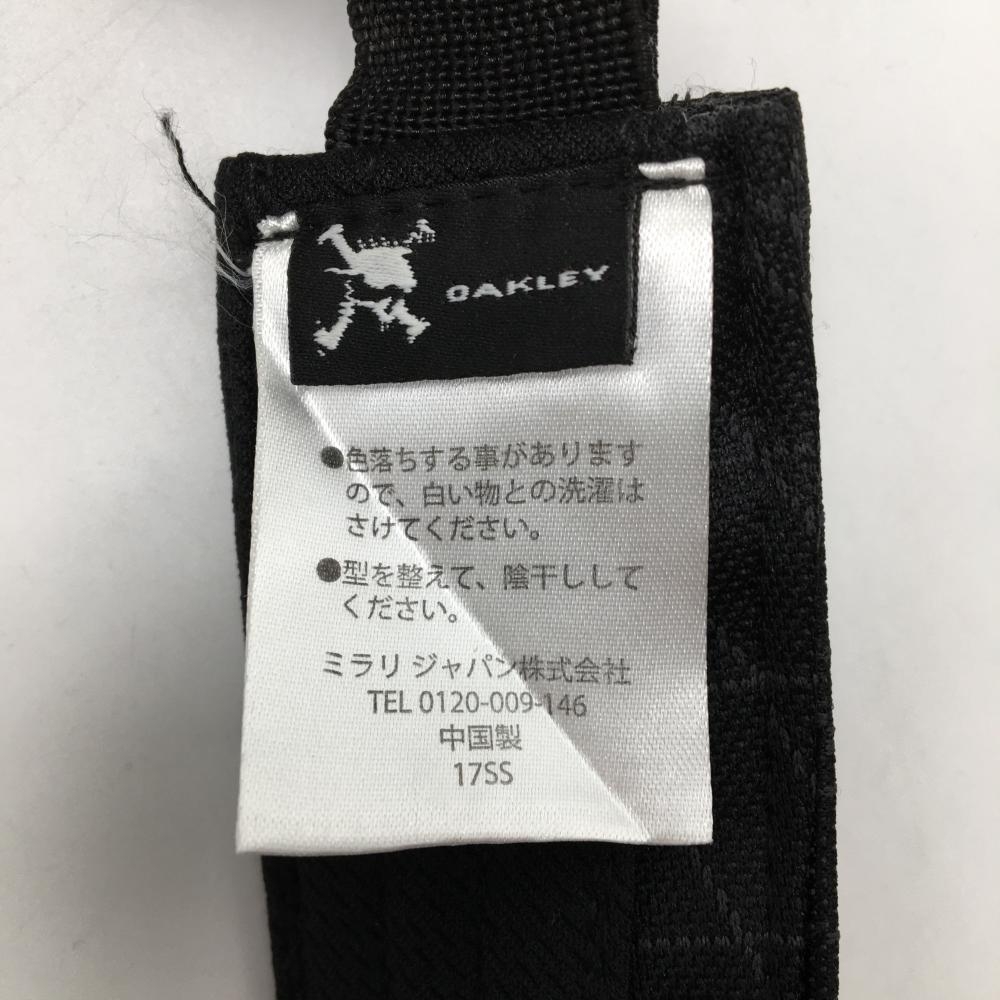 OAKLEY
●色落ちする事があります
ので、白い物との洗濯は
さけてください。
●型を整えて、陰干しして
ください。
ミラリ ジャパン株式会社
TEL 0120-009-146
中国製
17SS